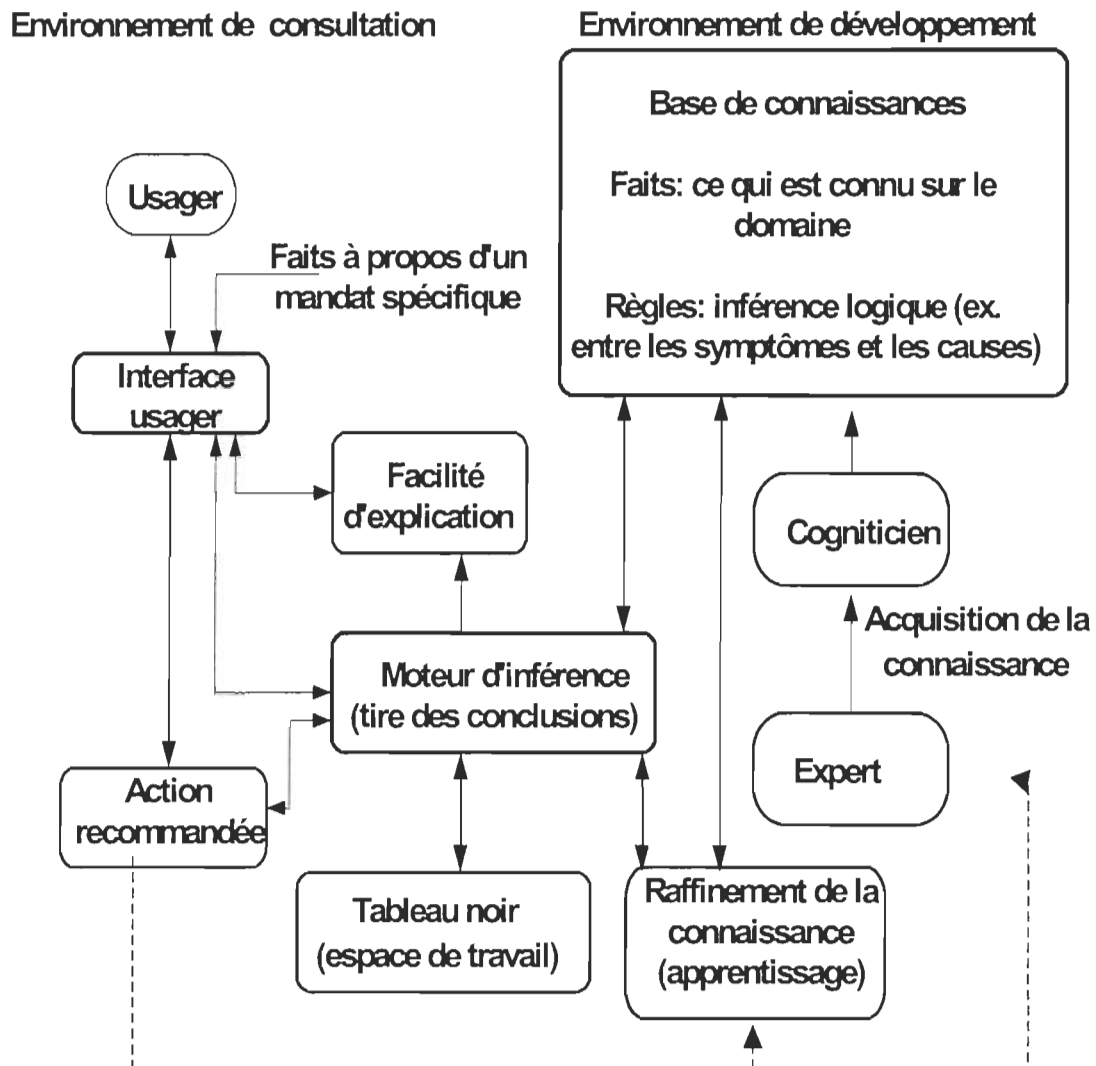 Environnement de consultation
Environnement de développement
Base de connaissances
Faits: ce qui est connu sur le
domaine
Règles: inférence logique (ex.
entre les symptômes et les causes)
Usager
Faits à propos d'un
mandat spécifique
Interface
usager
Facilité
d'explication
Cogniticien
Acquisition de la
connaissance
Moteur d'inférence
(tire des conclusions)
Expert
Action
recommandée
Tableau noir
(espace de travail)
Raffinement de la
connaissance
(apprentissage)